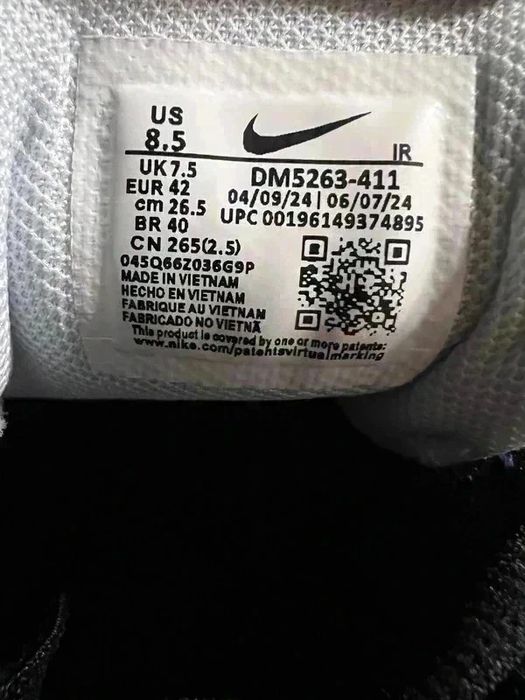 US
8.5
IR
UK 7.5
DM5263-411
EUR 42
04/09/24 | 06/07/24
cm 26.5
UPC 00196149374895
BR 40
CN 265(2.5)
045Q66Z036G9P
MADE IN VIETNAM
HECHO EN VIETNAM
FABRIQUE AU VIETNAM
FABRICADO NO VIETNÃ
This product is covered by one or more patents:
www.nike.com/patentsvirtualmarking